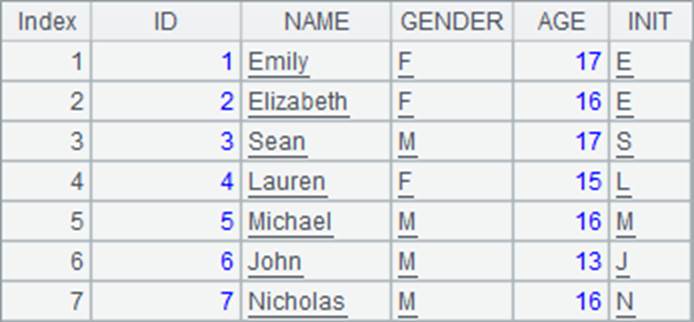 Index ID NAME GENDER AGE INIT
1 1 Emily F 17 E
2 2 Elizabeth F 16 E
3 3 Sean M 17 S
4 4 Lauren F 15 L
5 5 Michael M 16 M
6 6 John M 13 J
7 7 Nicholas M 16 N